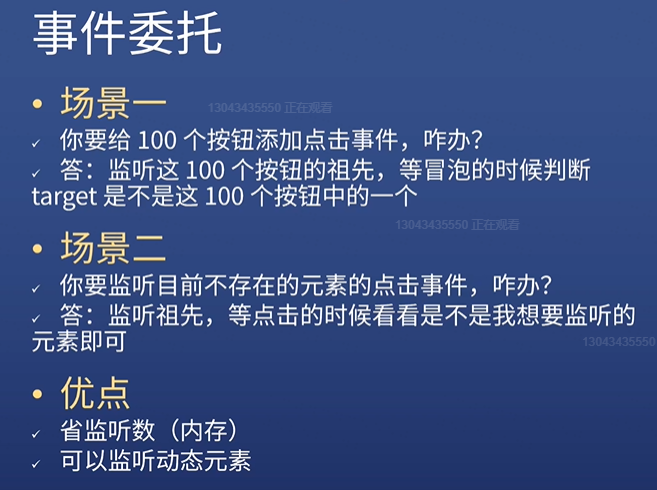 事件委托
• 场景一
13043435550 正在观看
✓ 你要给 100 个按钮添加点击事件，咋办？
✓ 答：监听这 100 个按钮的祖先，等冒泡的时候判断
target 是不是这 100 个按钮中的一个
13043435550 正在观看
• 场景二
✓ 你要监听目前不存在的元素的点击事件，咋办？
✓ 答：监听祖先，等点击的时候看看是不是我想要监听的
元素即可
13043435550
• 优点
✓ 省监听数（内存）
✓ 可以监听动态元素